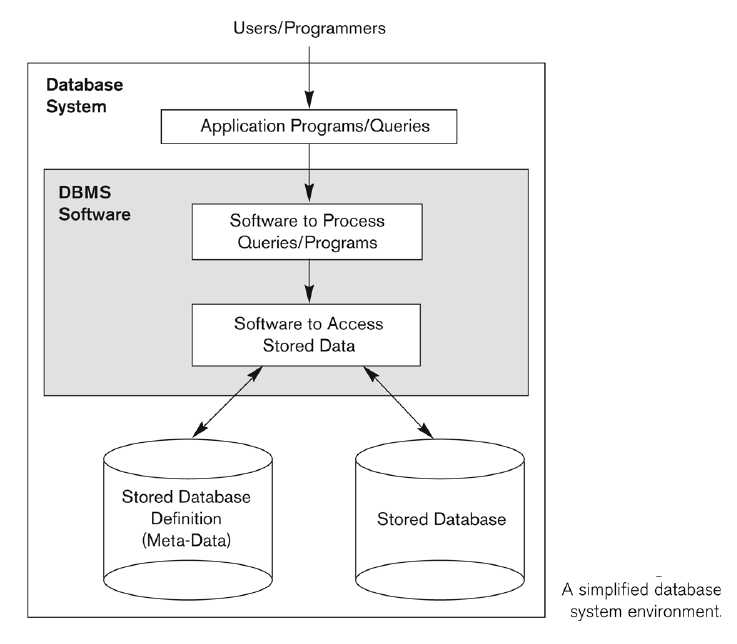 Users/Programmers
Database
System
Application Programs/Queries
DBMS
Software
Software to Process
Queries/Programs
Software to Access
Stored Data
Stored Database
Definition
(Meta-Data)
Stored Database
A simplified database
system environment.